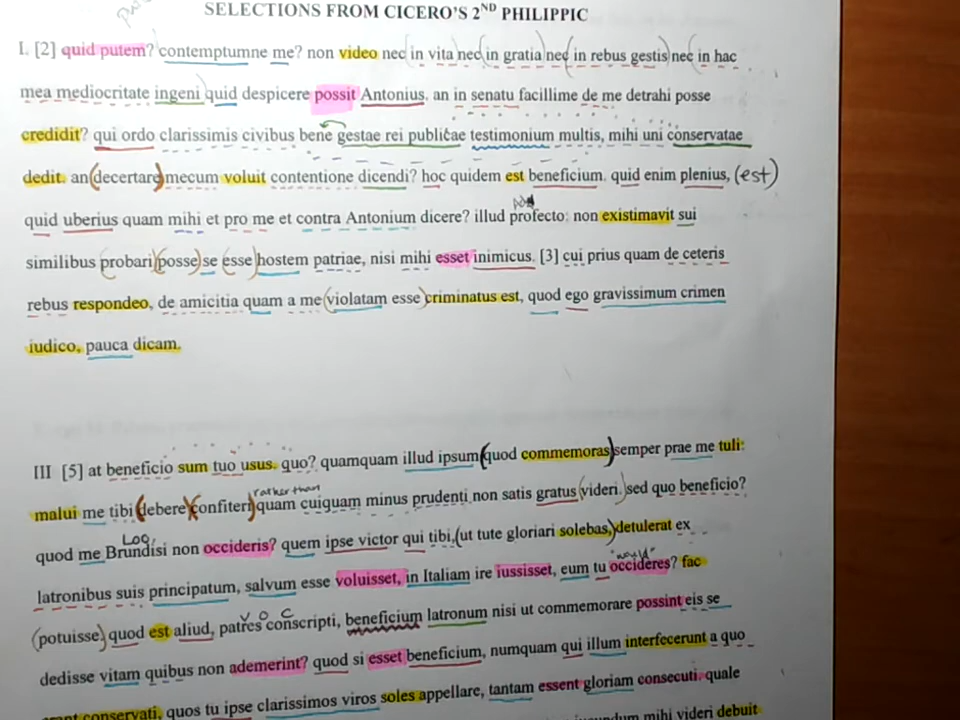 SELECTIONS FROM CICERO'S 2ND PHILIPPIC
I. [2] quid putem? contemptumne me? non video nec in vita nec in gratia nec in rebus gestis nec in hac
mea mediocritate ingeni quid despicere possit Antonius. an in senatu facillime de me detrahi posse
credidit? qui ordo clarissimis civibus bene gestae rei publicae testimonium multis, mihi uni conservatae
dedit. an (decertare) mecum voluit contentione dicendi? hoc quidem est beneficium. quid enim plenius, (est)
quid uberius quam mihi et pro me et contra Antonium dicere? illud profecto: non existimavit sui
similibus (probari) (posse) se (esse) hostem patriae, nisi mihi esset inimicus. [3] cui prius quam de ceteris
rebus respondeo, de amicitia quam a me (violatam esse) criminatus est, quod ego gravissimum crimen
iudico, pauca dicam.
III [5] at beneficio sum tuo usus. quo? quamquam illud ipsum (quod commemoras) semper prae me tuli:
rather than
malui me tibi (debere) (confiteri) quam cuiquam minus prudenti non satis gratus (videri.) sed quo beneficio?
Loc
quod me Brundisi non occideris? quem ipse victor qui tibi, (ut tute gloriari solebas,) detulerat ex
"would"
latronibus suis principatum, salvum esse voluisset, in Italiam ire iussisset, eum tu occideres? fac
voc
(potuisse) quod est aliud, patres conscripti, beneficium latronum nisi ut commemorare possint eis se
dedisse vitam quibus non ademerint? quod si esset beneficium, numquam qui illum interfecerunt a quo
erant conservati, quos tu ipse clarissimos viros soles appellare, tantam essent gloriam consecuti. quale
mihi videri debuit